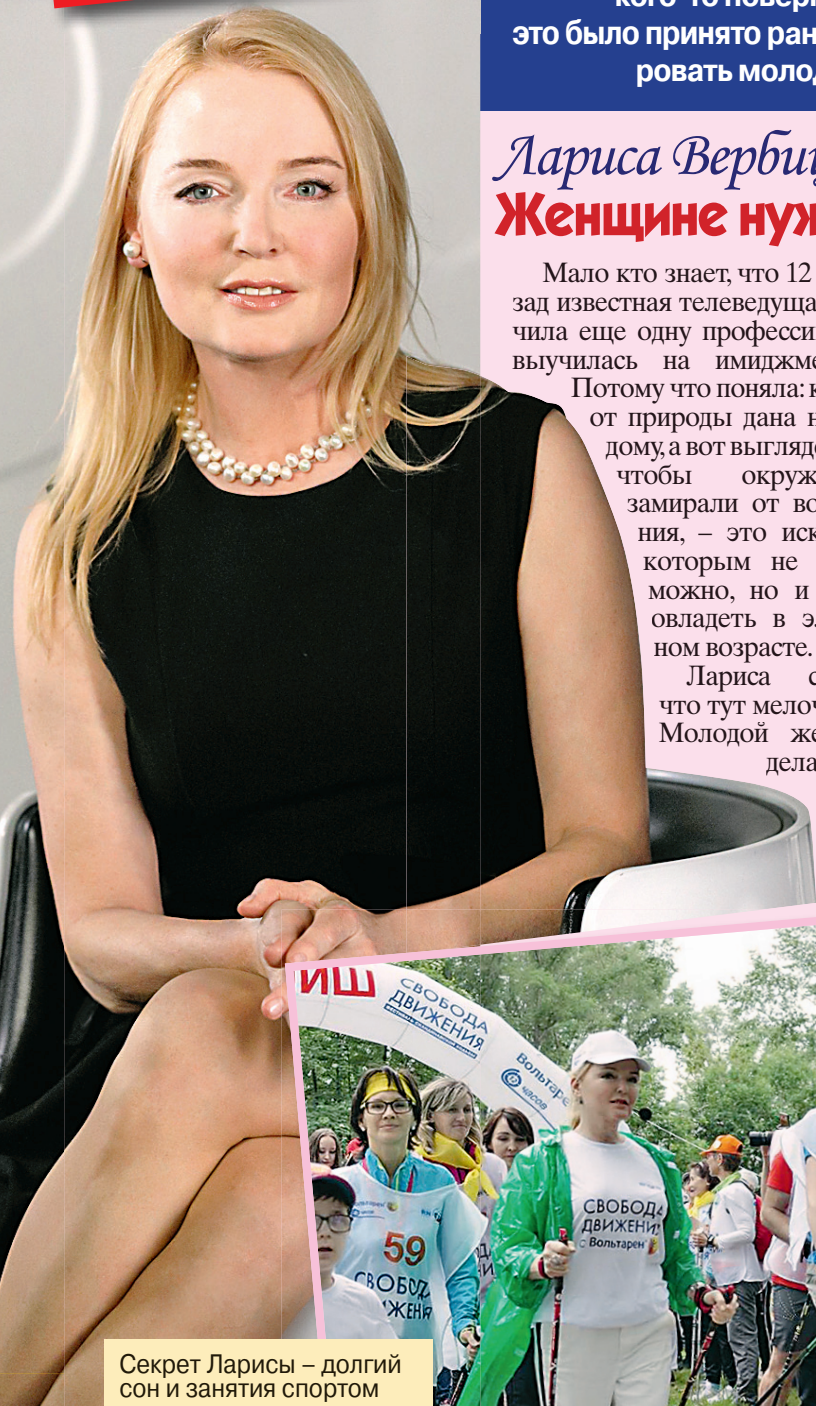 это было принято ран
ровать молод
Лариса Вербиц
Женщине нуж
Мало кто знает, что 12
зад известная телеведуща
чила еще одну професси
выучилась на имиджме
Потому что поняла: к
от природы дана н
дому, а вот выгляде
чтобы окруж
замирали от во
ния, – это иск
которым не
можно, но и
овладеть в эл
ном возрасте.
Лариса с
что тут мелоч
Молодой же
дела
ИШ
СВОБОДА
ДВИЖЕНИЯ
Вольтарен
часов
59
СВОБОДА
ДВИЖЕНИЯ
с Вольтарен
Секрет Ларисы – долгий
сон и занятия спортом